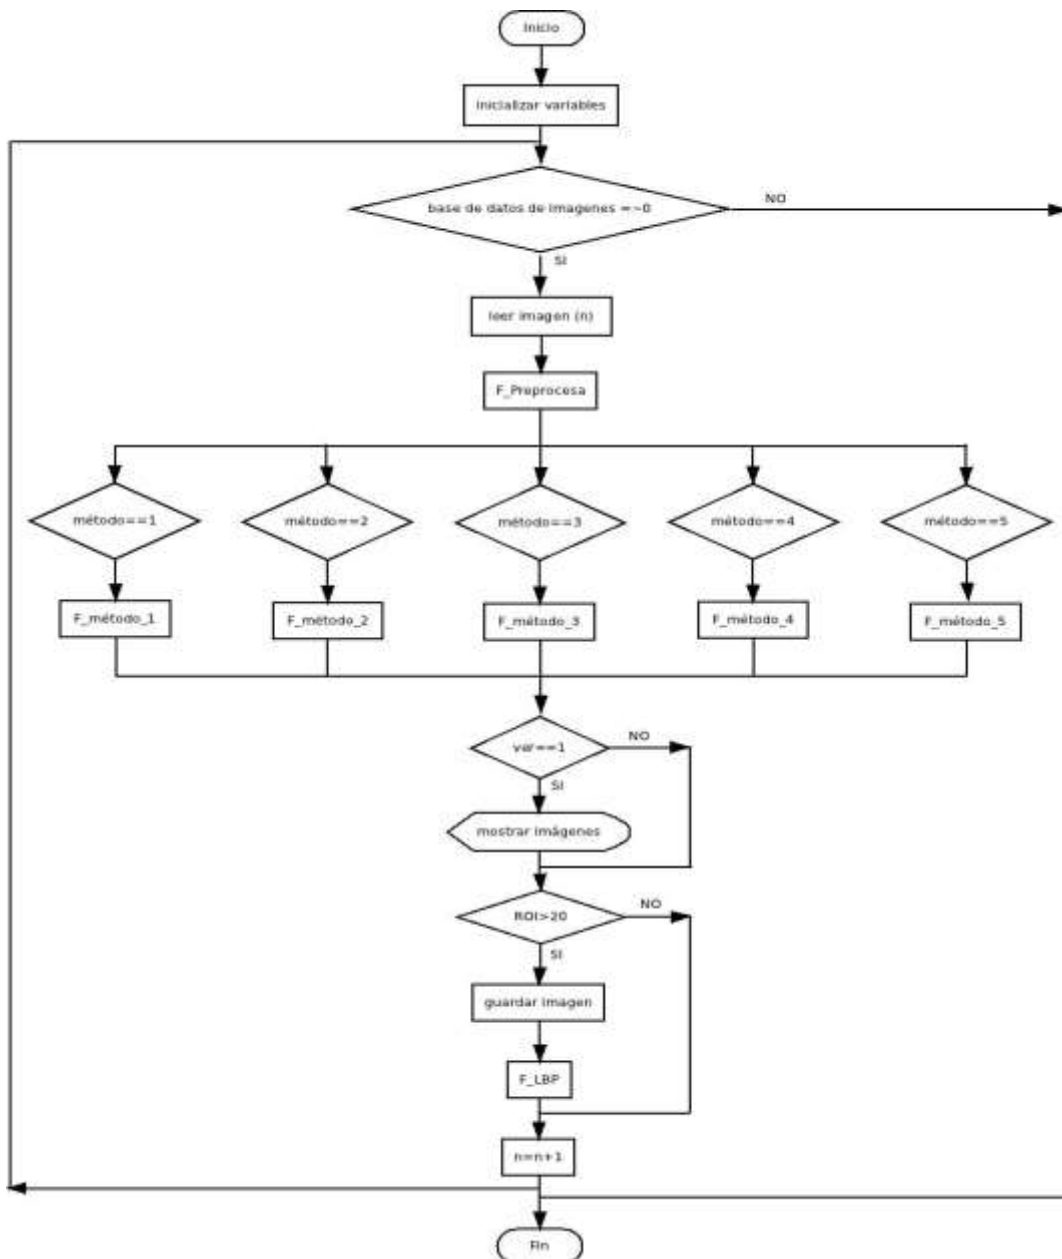 Inicio
inicializar variables
base de datos de imagenes =~0
NO
SI
leer imagen (n)
F_Preprocesa
método==1
método==2
método==3
método==4
método==5
F_método_1
F_método_2
F_método_3
F_método_4
F_método_5
ver==1
NO
SI
mostrar imágenes
ROI>20
NO
SI
guardar imagen
F_LBP
n=n+1
Fin